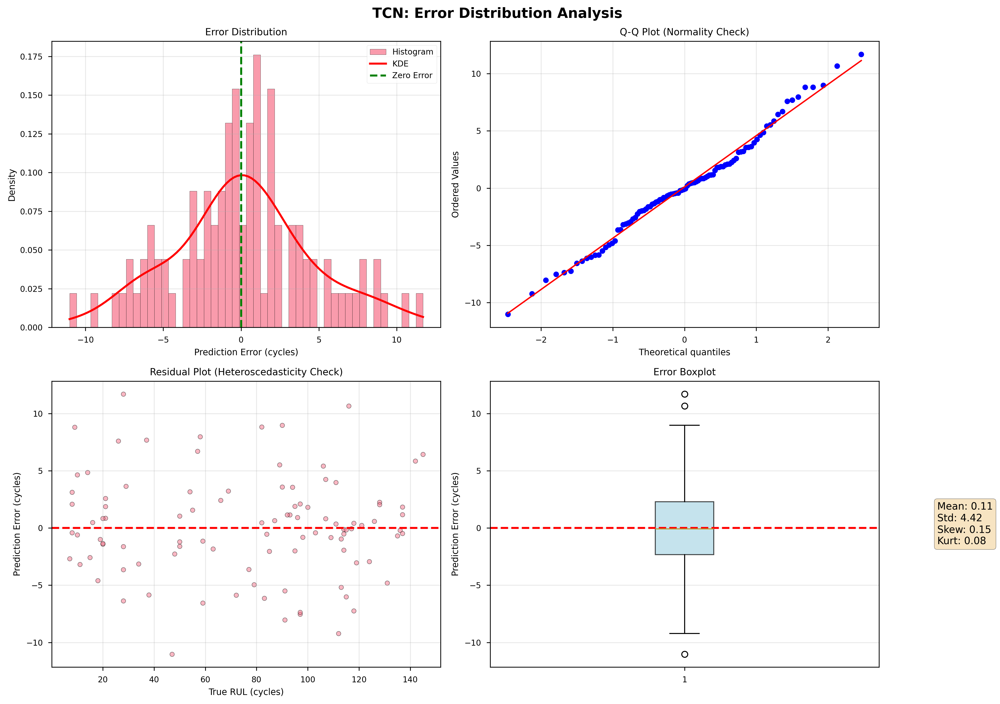 TCN: Error Distribution Analysis
Error Distribution
Density
0.175
0.150
0.125
0.100
0.075
0.050
0.025
0.000
Histogram
KDE
Zero Error
−10
−5
0
5
10
Prediction Error (cycles)
Q-Q Plot (Normality Check)
Ordered Values
10
5
0
−5
−10
−2
−1
0
1
2
Theoretical quantiles
Residual Plot (Heteroscedasticity Check)
Prediction Error (cycles)
10
5
0
−5
−10
20
40
60
80
100
120
140
True RUL (cycles)
Error Boxplot
Prediction Error (cycles)
10
5
0
−5
−10
1
Mean: 0.11
Std: 4.42
Skew: 0.15
Kurt: 0.08